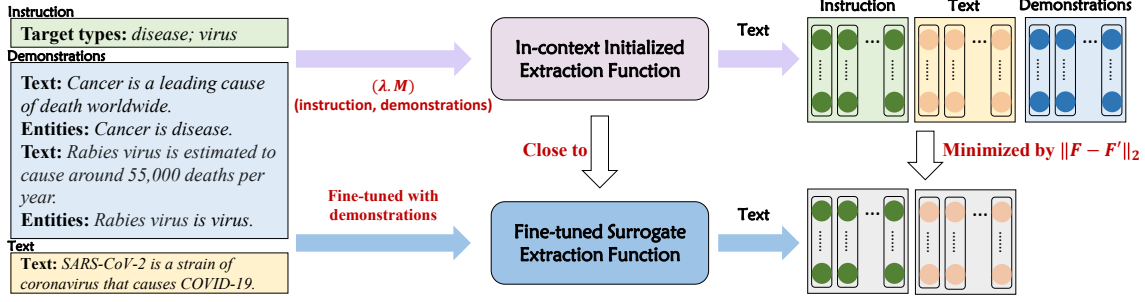 Instruction
Target types: disease; virus
Demonstrations
Text: Cancer is a leading cause
of death worldwide.
Entities: Cancer is disease.
Text: Rabies virus is estimated to
cause around 55,000 deaths per
year.
Entities: Rabies virus is virus.
Text
Text: SARS-CoV-2 is a strain of
coronavirus that causes COVID-19.
(λ. M)
(instruction, demonstrations)
Fine-tuned with
demonstrations
In-context Initialized
Extraction Function
Close to
Fine-tuned Surrogate
Extraction Function
Text
Text
Instruction
Text
Demonstrations
...
...
...
Minimized by ‖F − F′‖₂
...
...